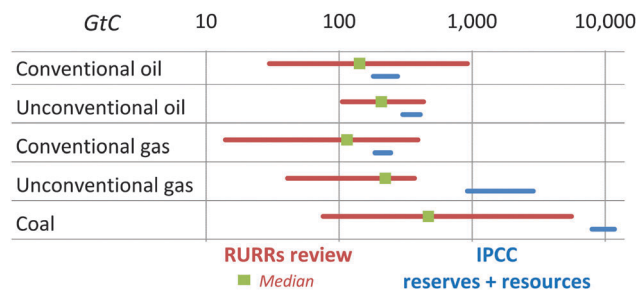 GtC 10 100 1,000 10,000
Conventional oil
Unconventional oil
Conventional gas
Unconventional gas
Coal
RURRs review IPCC
Median reserves + resources